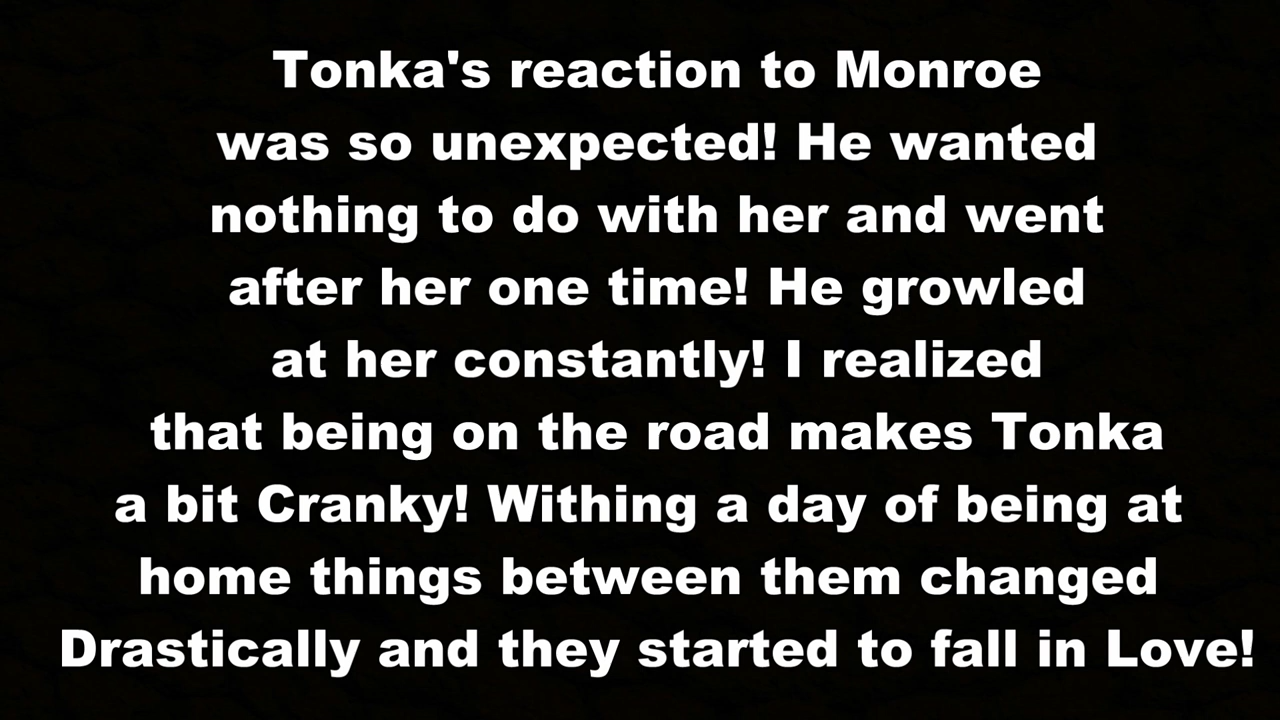 Tonka's reaction to Monroe
was so unexpected! He wanted
nothing to do with her and went
after her one time! He growled
at her constantly! I realized
that being on the road makes Tonka
a bit Cranky! Withing a day of being at
home things between them changed
Drastically and they started to fall in Love!